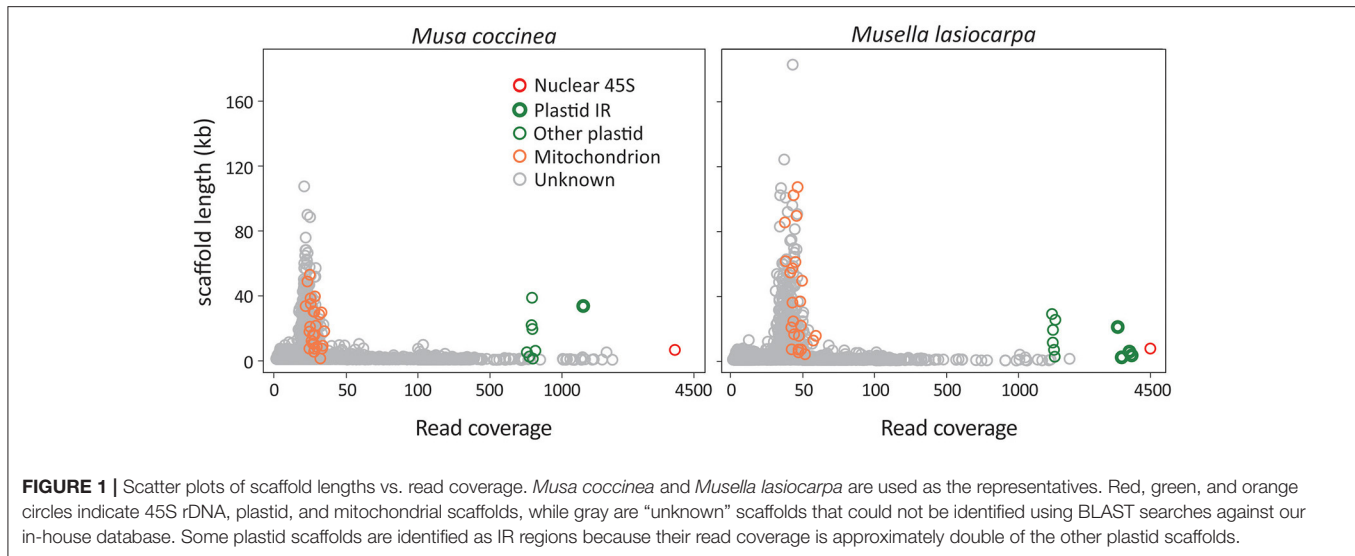 Musa coccinea
Musella lasiocarpa
Nuclear 45S
Plastid IR
Other plastid
Mitochondrion
Unknown
scaffold length (kb)
160
120
80
40
0
0 50 100 500 1000 4500
0 50 100 500 1000 4500
Read coverage
Read coverage
FIGURE 1 | Scatter plots of scaffold lengths vs. read coverage. Musa coccinea and Musella lasiocarpa are used as the representatives. Red, green, and orange
circles indicate 45S rDNA, plastid, and mitochondrial scaffolds, while gray are “unknown” scaffolds that could not be identified using BLAST searches against our
in-house database. Some plastid scaffolds are identified as IR regions because their read coverage is approximately double of the other plastid scaffolds.